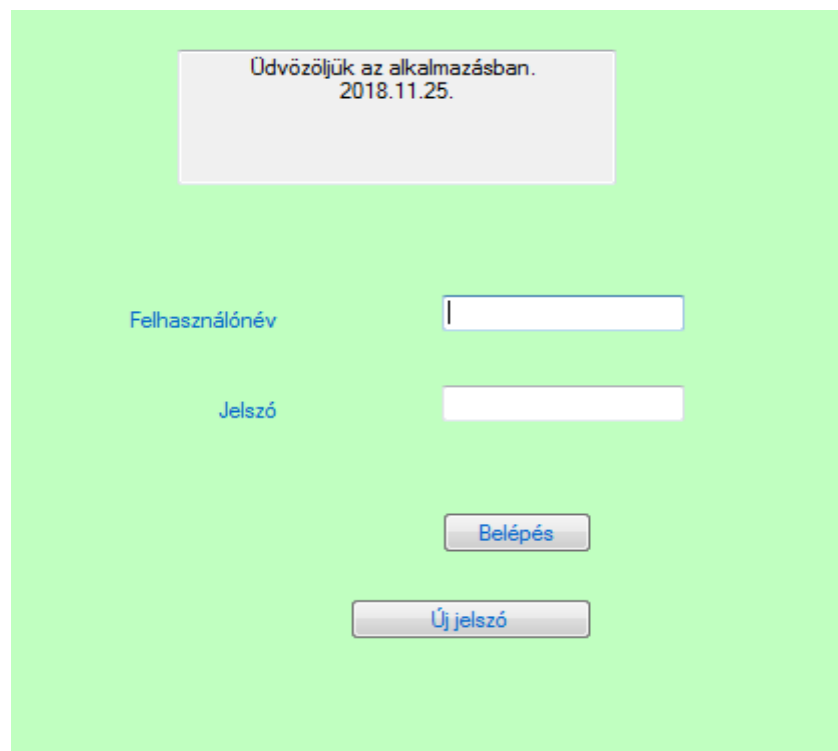 Üdvözöljük az alkalmazásban.
2018.11.25.
Felhasználónév
Jelszó
Belépés
Új jelszó